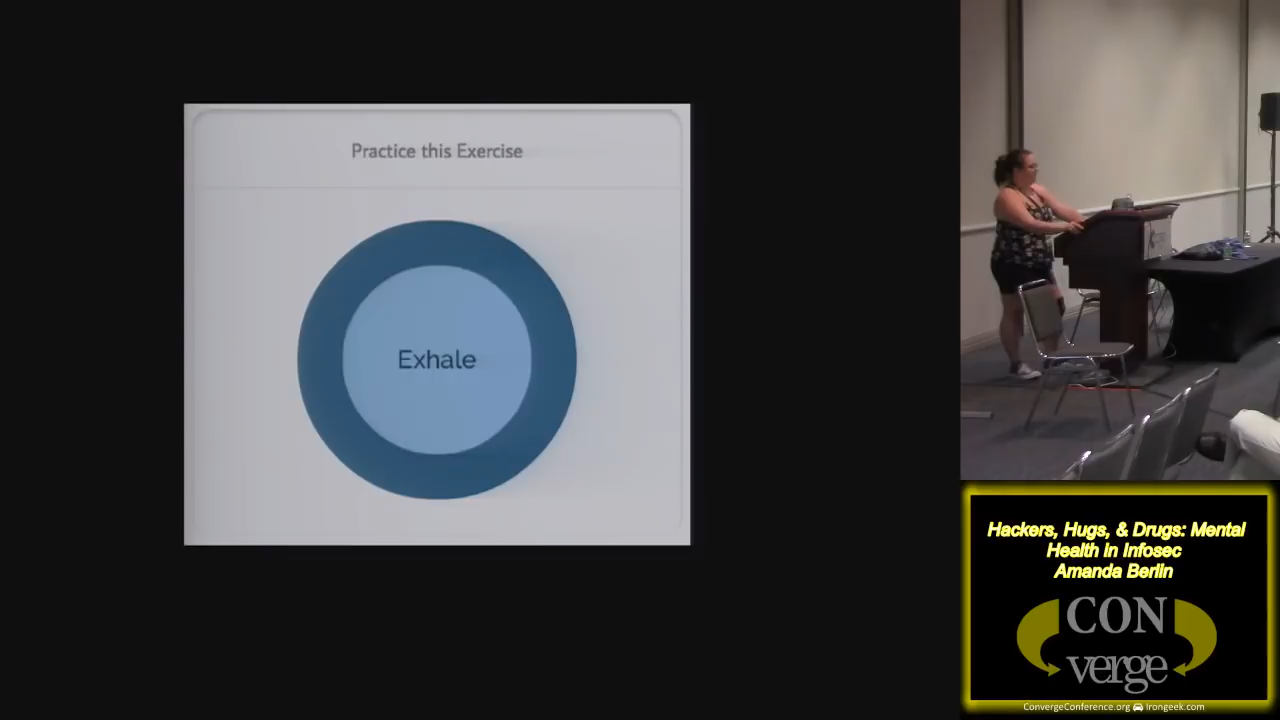 Practice this Exercise
Exhale
Hackers, Hugs, & Drugs: Mental
Health in Infosec
Amanda Berlin
CON
verge
ConvergeConference.org Irongeek.com